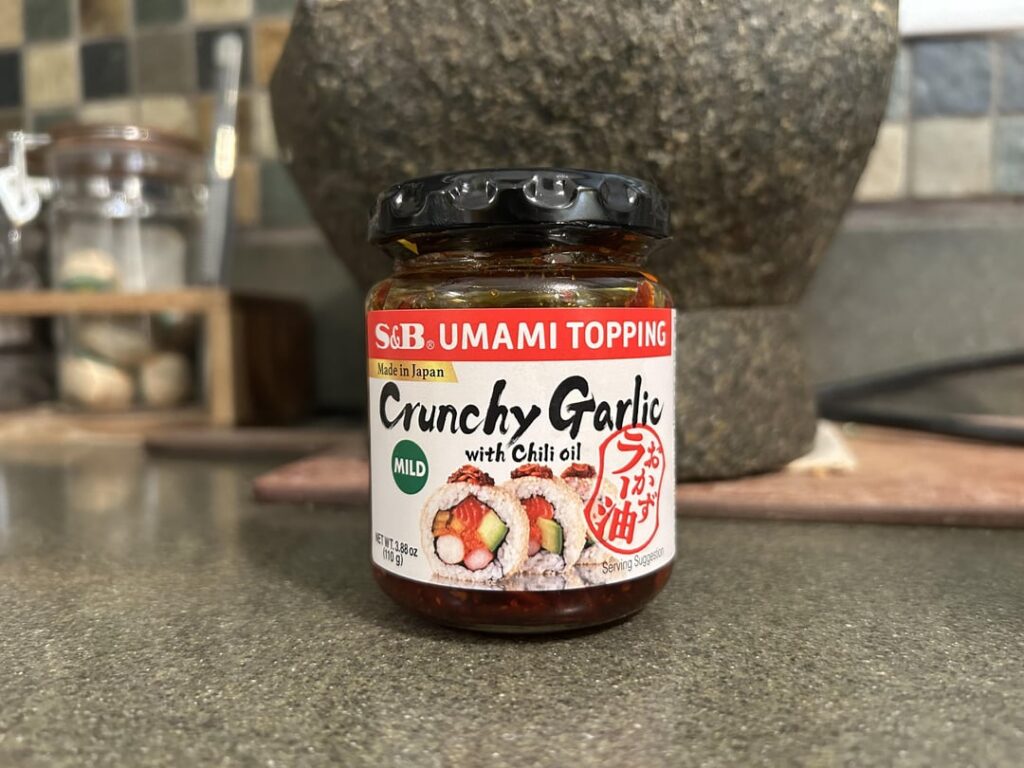 S&B® UMAMI TOPPING
Made in Japan
Crunchy Garlic
with Chili oil
MILD
おかず
ラー油
NET WT. 3.88 oz
(110 g)
Serving Suggestion